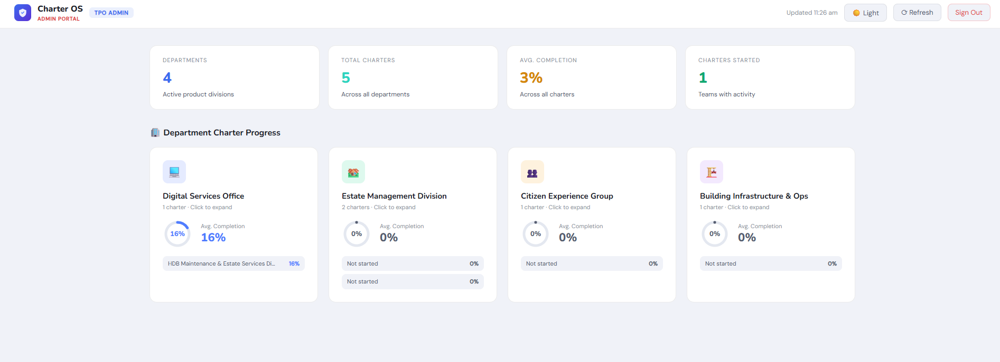 Charter OS
ADMIN PORTAL
TPO ADMIN
Updated 11:26 am
Light
Refresh
Sign Out
DEPARTMENTS
4
Active product divisions
TOTAL CHARTERS
5
Across all departments
AVG. COMPLETION
3%
Across all charters
CHARTERS STARTED
1
Teams with activity
Department Charter Progress
Digital Services Office
1 charter · Click to expand
16%
Avg. Completion
16%
HDB Maintenance & Estate Services Di... 16%
Estate Management Division
2 charters · Click to expand
0%
Avg. Completion
0%
Not started 0%
Not started 0%
Citizen Experience Group
1 charter · Click to expand
0%
Avg. Completion
0%
Not started 0%
Building Infrastructure & Ops
1 charter · Click to expand
0%
Avg. Completion
0%
Not started 0%